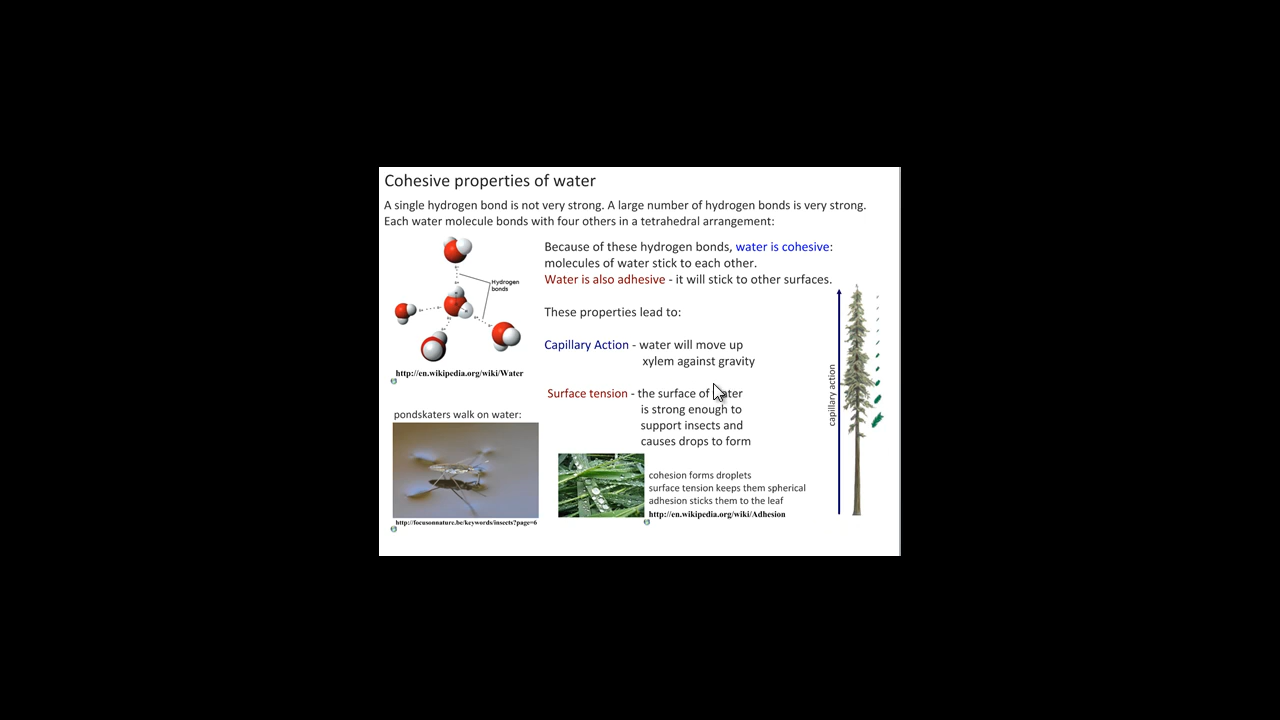 Cohesive properties of water
A single hydrogen bond is not very strong. A large number of hydrogen bonds is very strong.
Each water molecule bonds with four others in a tetrahedral arrangement:
Hydrogen
bonds
http://en.wikipedia.org/wiki/Water
Because of these hydrogen bonds, water is cohesive:
molecules of water stick to each other.
Water is also adhesive - it will stick to other surfaces.
These properties lead to:
Capillary Action - water will move up
xylem against gravity
Surface tension - the surface of water
is strong enough to
support insects and
causes drops to form
capillary action
pondskaters walk on water:
http://focusonnature.be/keywords/insects?page=6
cohesion forms droplets
surface tension keeps them spherical
adhesion sticks them to the leaf
http://en.wikipedia.org/wiki/Adhesion